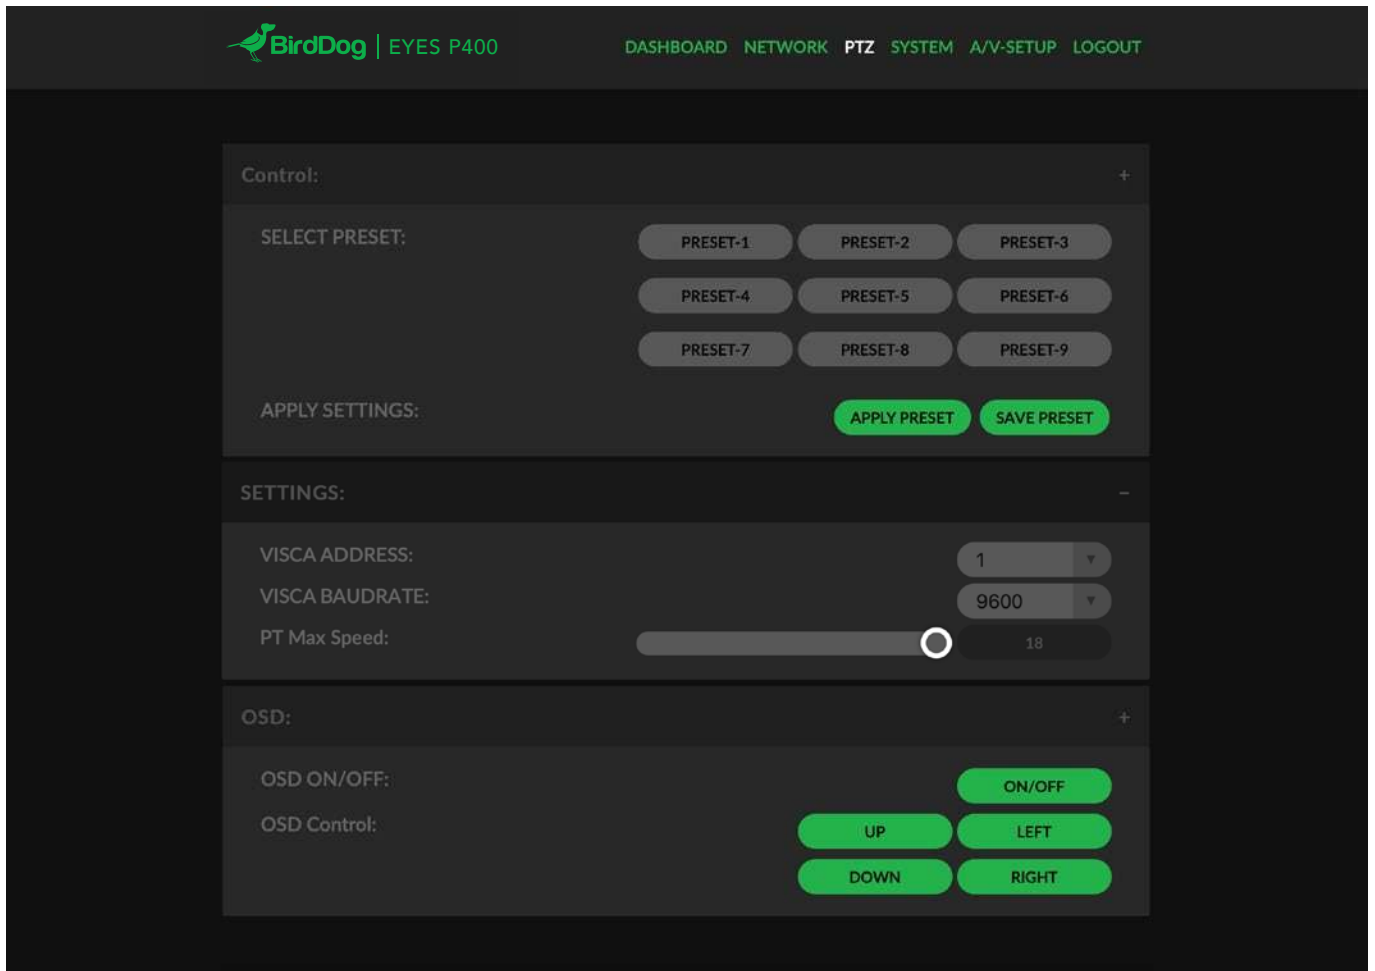 BirdDog | EYES P400 DASHBOARD NETWORK PTZ SYSTEM A/V-SETUP LOGOUT
Control: +
SELECT PRESET: PRESET-1 PRESET-2 PRESET-3
PRESET-4 PRESET-5 PRESET-6
PRESET-7 PRESET-8 PRESET-9
APPLY SETTINGS: APPLY PRESET SAVE PRESET
SETTINGS: –
VISCA ADDRESS: 1
VISCA BAUDRATE: 9600
PT Max Speed: 18
OSD: +
OSD ON/OFF: ON/OFF
OSD Control: UP LEFT
DOWN RIGHT